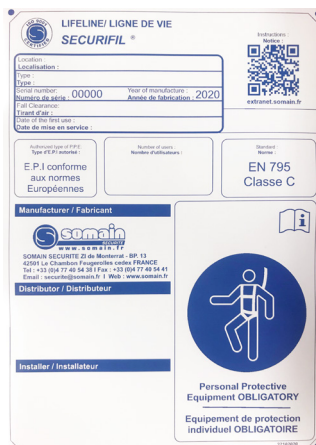 ISO 9001
CERTIFIED
LIFELINE/ LIGNE DE VIE
SECURIFIL ®
Instructions :
Notice :
extranet.somain.fr
Location :
Localisation :
Type :
Type :
Serial number:
Numéro de série : 00000
Year of manufacture :
Année de fabrication : 2020
Fall Clearance:
Tirant d'air :
Date of the first use :
Date de mise en service :
Authorized type of P.P.E.
Type d'E.P.I autorisé :
E.P.I conforme
aux normes
Européennes
Number of users :
Nombre d'utilisateurs :
Standard :
Norme :
EN 795
Classe C
Manufacturer / Fabricant
somain
SECURITE
www.somain.fr
SOMAIN SECURITE ZI de Monterrat - BP. 13
42501 Le Chambon Feugerolles cedex FRANCE
Tel : +33 (0)4 77 40 54 38 I Fax : +33 (0)4 77 40 54 41
Email : securite@somain.fr I Web : www.somain.fr
Distributor / Distributeur
Installer / Installateur
i
Personal Protective
Equipment OBLIGATORY
Equipement de protection
individuel OBLIGATOIRE